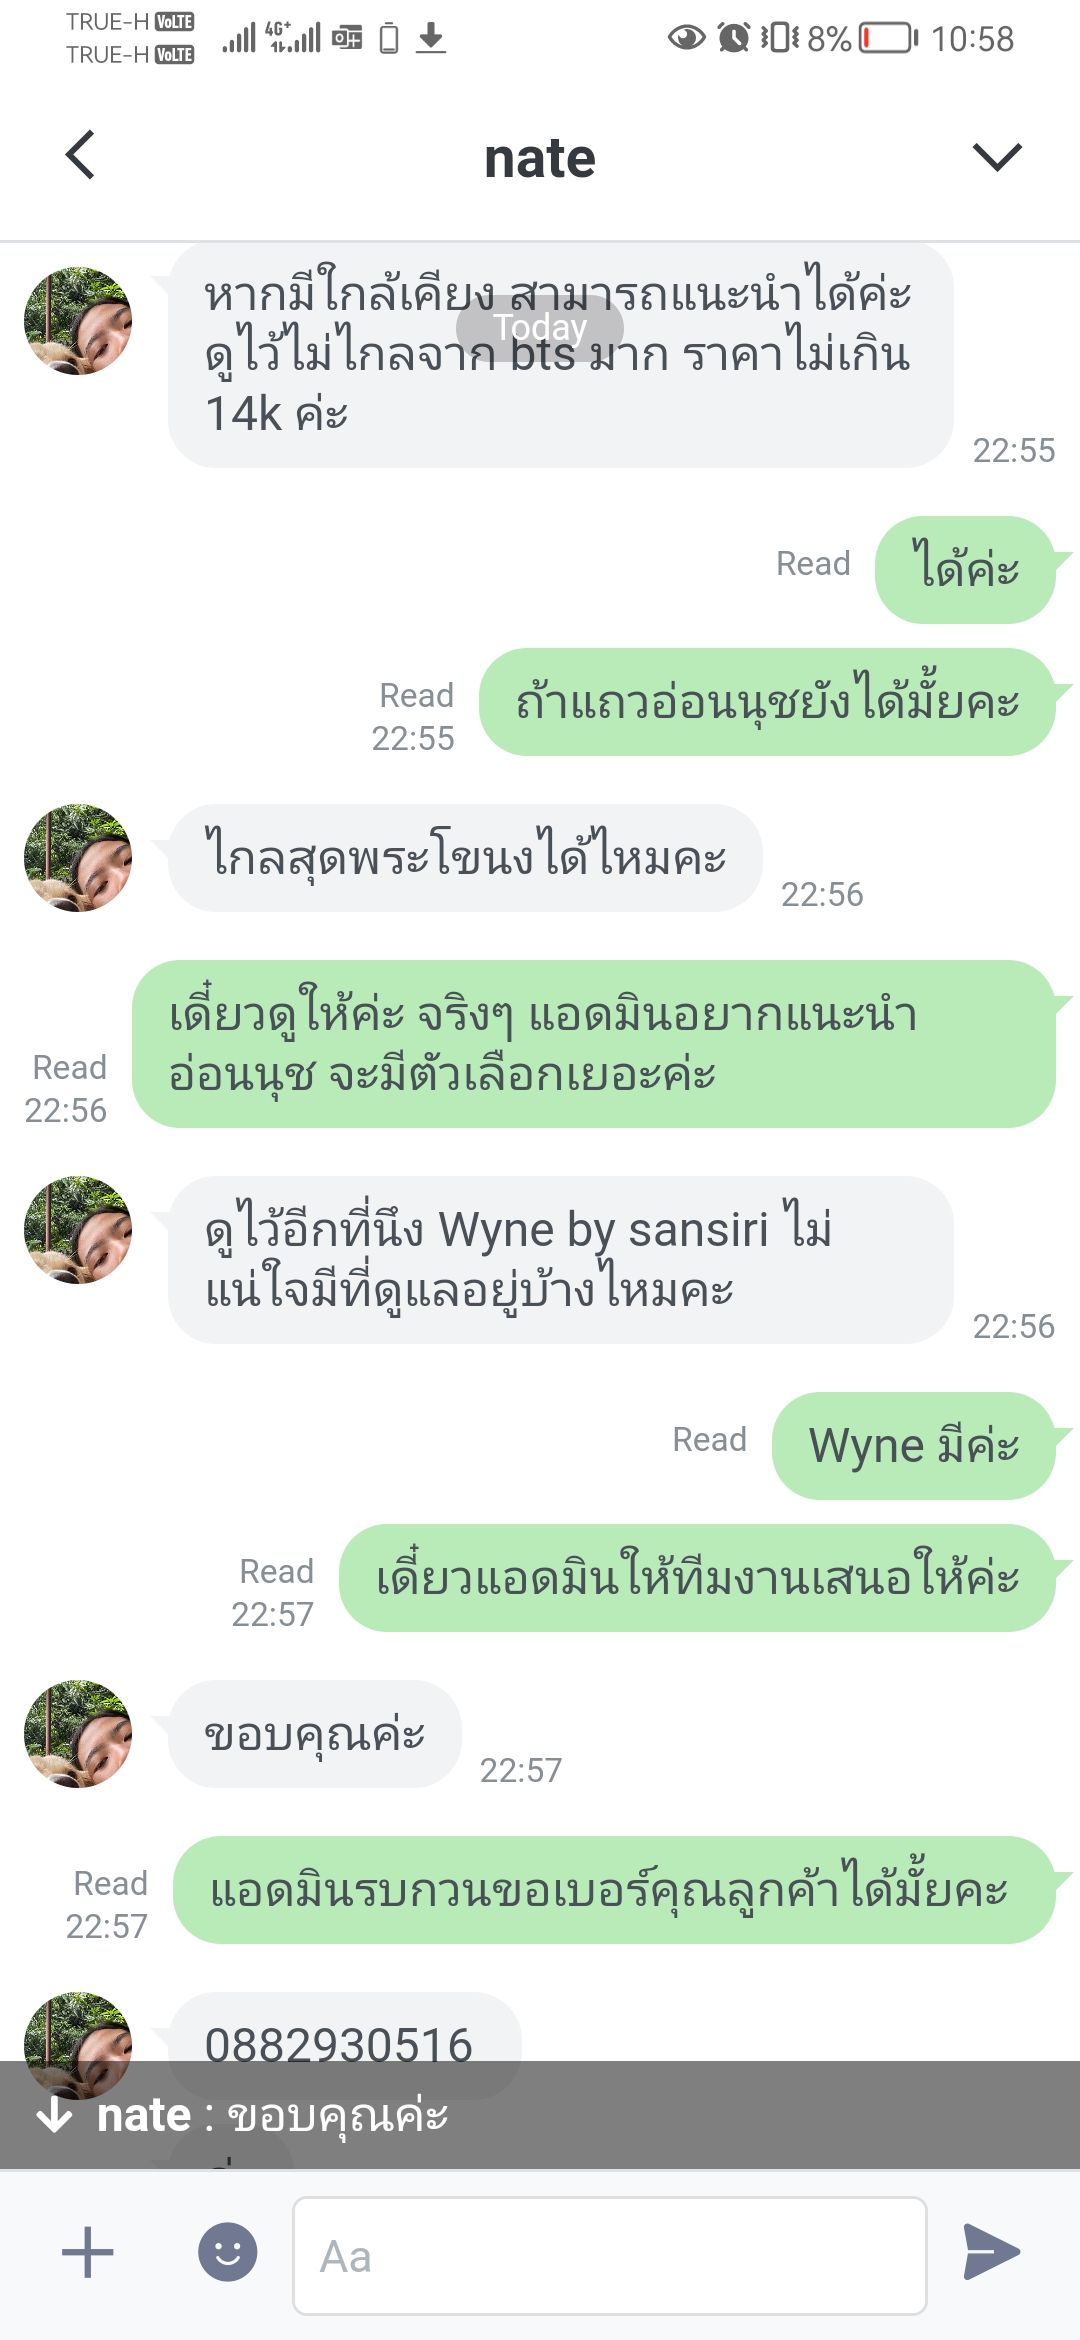 TRUE-H VoLTE
TRUE-H VoLTE
4G+
8%
10:58
nate
หากมีใกล้เคียง สามารถแนะนำได้ค่ะ
Today
ดูไว้ไม่ไกลจาก bts มาก ราคาไม่เกิน
14k ค่ะ
22:55
Read
ได้ค่ะ
Read
22:55
ถ้าแถวอ่อนนุชยังได้มั้ยคะ
ไกลสุดพระโขนงได้ไหมคะ
22:56
เดี๋ยวดูให้ค่ะ จริงๆ แอดมินอยากแนะนำ
อ่อนนุช จะมีตัวเลือกเยอะค่ะ
Read
22:56
ดูไว้อีกที่นึง Wyne by sansiri ไม่
แน่ใจมีที่ดูแลอยู่บ้างไหมคะ
22:56
Read
Wyne มีค่ะ
Read
22:57
เดี๋ยวแอดมินให้ทีมงานเสนอให้ค่ะ
ขอบคุณค่ะ
22:57
Read
22:57
แอดมินรบกวนขอเบอร์คุณลูกค้าได้มั้ยคะ
0882930516
nate : ขอบคุณค่ะ
Aa